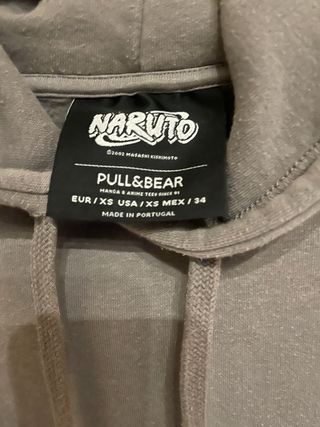 NARUTO
©2002 MASASHI KISHIMOTO
PULL&BEAR
MANGA & ANIME TEES SINCE 91
EUR / XS USA / XS MEX / 34
MADE IN PORTUGAL